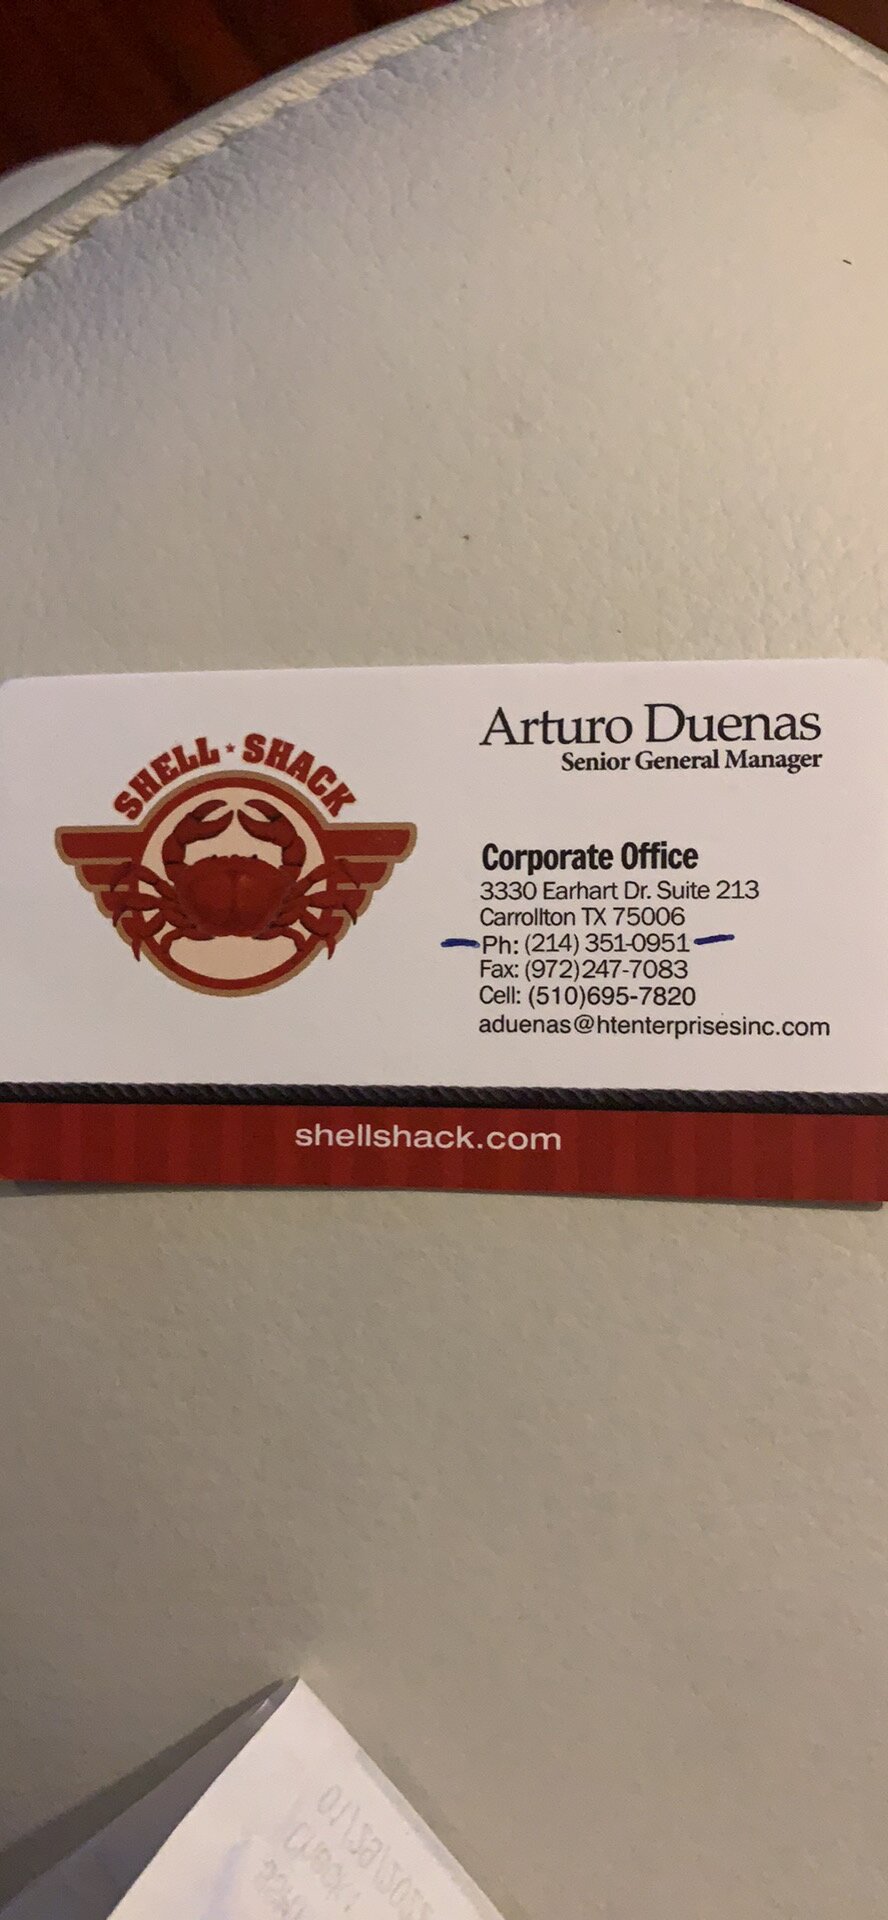 SHELL ★ SHACK
Arturo Duenas
Senior General Manager
Corporate Office
3330 Earhart Dr. Suite 213
Carrollton TX 75006
Ph: (214) 351-0951
Fax: (972)247-7083
Cell: (510)695-7820
aduenas@htenterprisesinc.com
shellshack.com